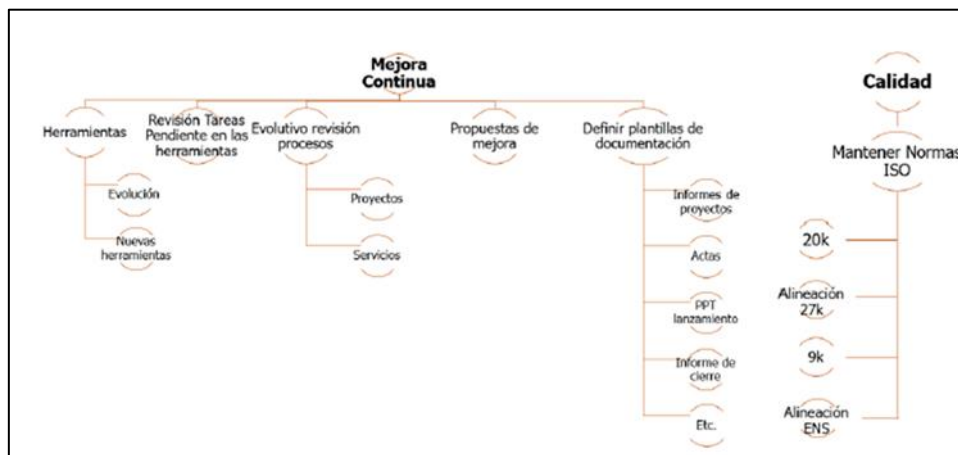 Mejora
Continua
Herramientas
Evolución
Nuevas
herramientas
Revisión Tareas
Pendiente en las
herramientas
Evolutivo revisión
procesos
Proyectos
Servicios
Propuestas de
mejora
Definir plantillas de
documentación
Informes de
proyectos
Actas
PPT
lanzamiento
Informe de
cierre
Etc.
Calidad
Mantener Normas
ISO
20k
Alineación
27k
9k
Alineación
ENS